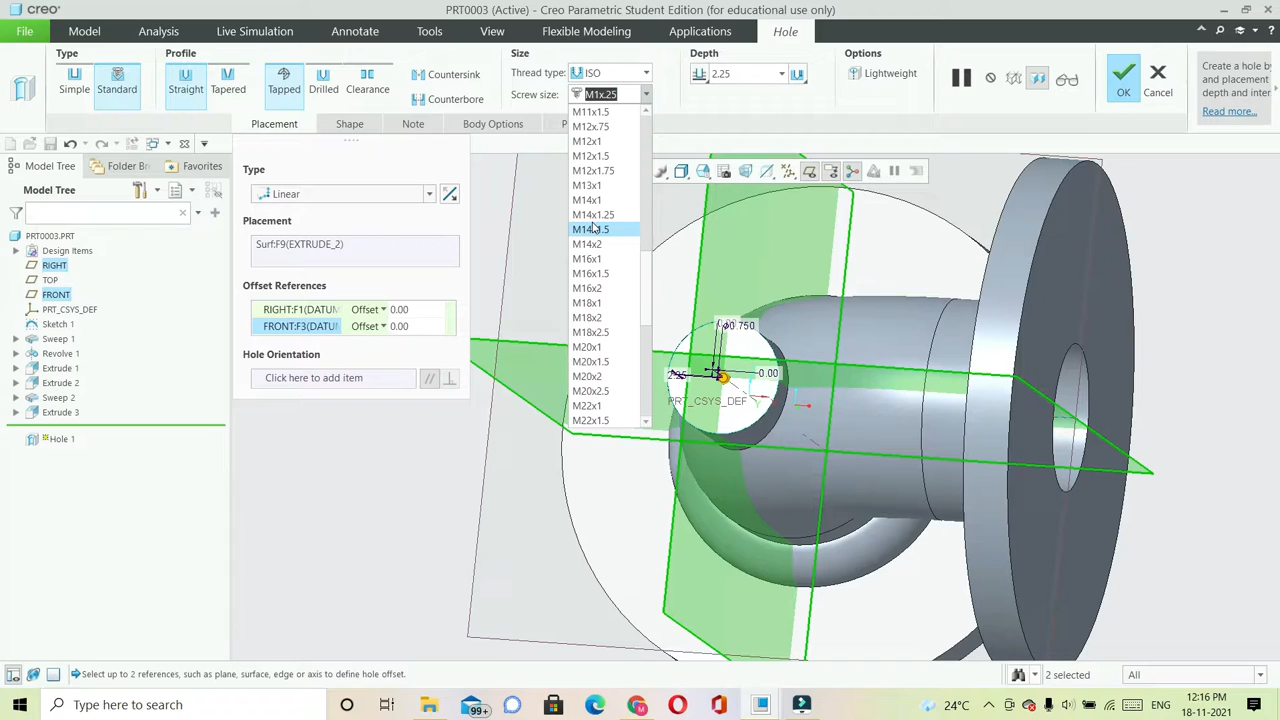 creo
PRT0003 (Active) - Creo Parametric Student Edition (for educational use only)
File Model Analysis Live Simulation Annotate Tools View Flexible Modeling Applications Hole
Type Profile Size Depth Options
Simple Standard Straight Tapered Tapped Drilled Clearance
Countersink
Counterbore
Thread type: ISO
Screw size: M1x.25
2.25
Lightweight
OK Cancel
Create a ho
and placement
depth and inter
Read more...
Placement Shape Note Body Options P
Model Tree Folder Br Favorites
Model Tree
PRT0003.PRT
Design Items
RIGHT
TOP
FRONT
PRT_CSYS_DEF
Sketch 1
Sweep 1
Revolve 1
Extrude 1
Extrude 2
Sweep 2
Extrude 3
Hole 1
Type
Linear
Placement
Surf:F9(EXTRUDE_2)
Offset References
RIGHT:F1(DATUM Offset 0.00
FRONT:F3(DATU Offset 0.00
Hole Orientation
Click here to add item
M11x1.5
M12x.75
M12x1
M12x1.5
M12x1.75
M13x1
M14x1
M14x1.25
M14x1.5
M14x2
M16x1
M16x1.5
M16x2
M18x1
M18x2
M18x2.5
M20x1
M20x1.5
M20x2
M20x2.5
M22x1
M22x1.5
Ø0.750
0.00
PRT_CSYS_DEF
Select up to 2 references, such as plane, surface, edge or axis to define hole offset.
2 selected
All
Type here to search
99+
24°C
ENG
12:16 PM
18-11-2021